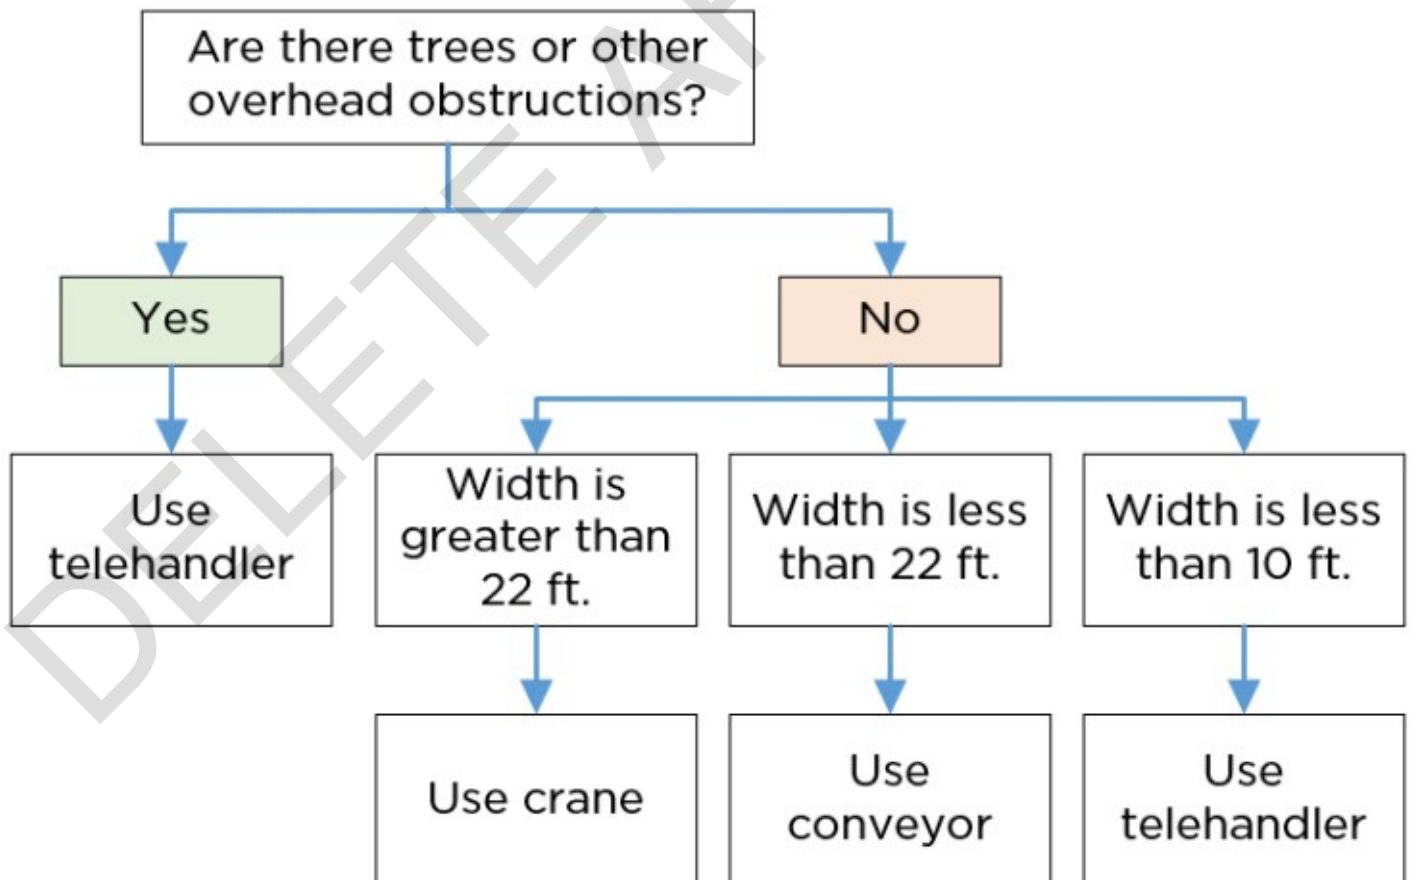 Are there trees or other
overhead obstructions?
Yes
No
Use
telehandler
Width is
greater than
22 ft.
Width is less
than 22 ft.
Width is less
than 10 ft.
Use crane
Use
conveyor
Use
telehandler
DELETE